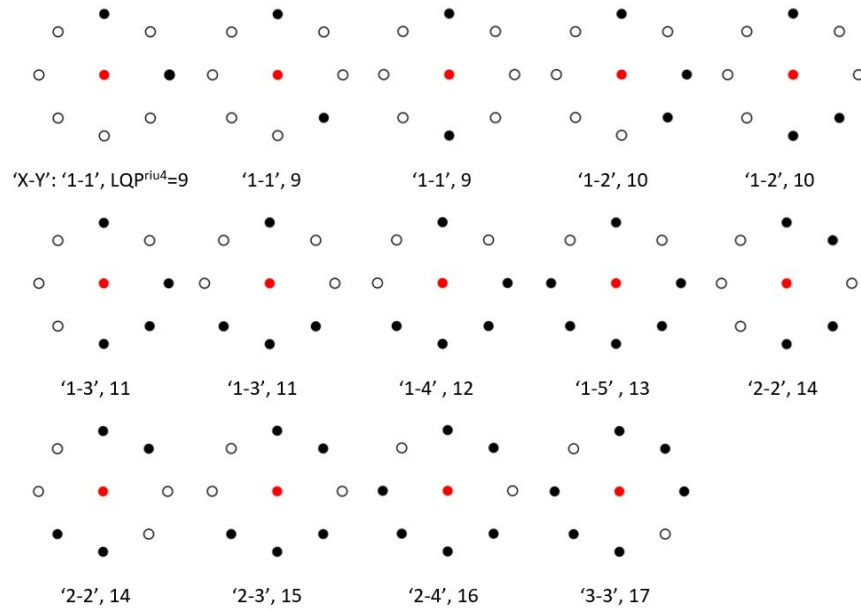 ‘X-Y’: ‘1-1’, LQPʳⁱᵘ⁴=9 ‘1-1’, 9 ‘1-1’, 9 ‘1-2’, 10 ‘1-2’, 10
‘1-3’, 11 ‘1-3’, 11 ‘1-4’ , 12 ‘1-5’, 13 ‘2-2’, 14
‘2-2’, 14 ‘2-3’, 15 ‘2-4’, 16 ‘3-3’, 17